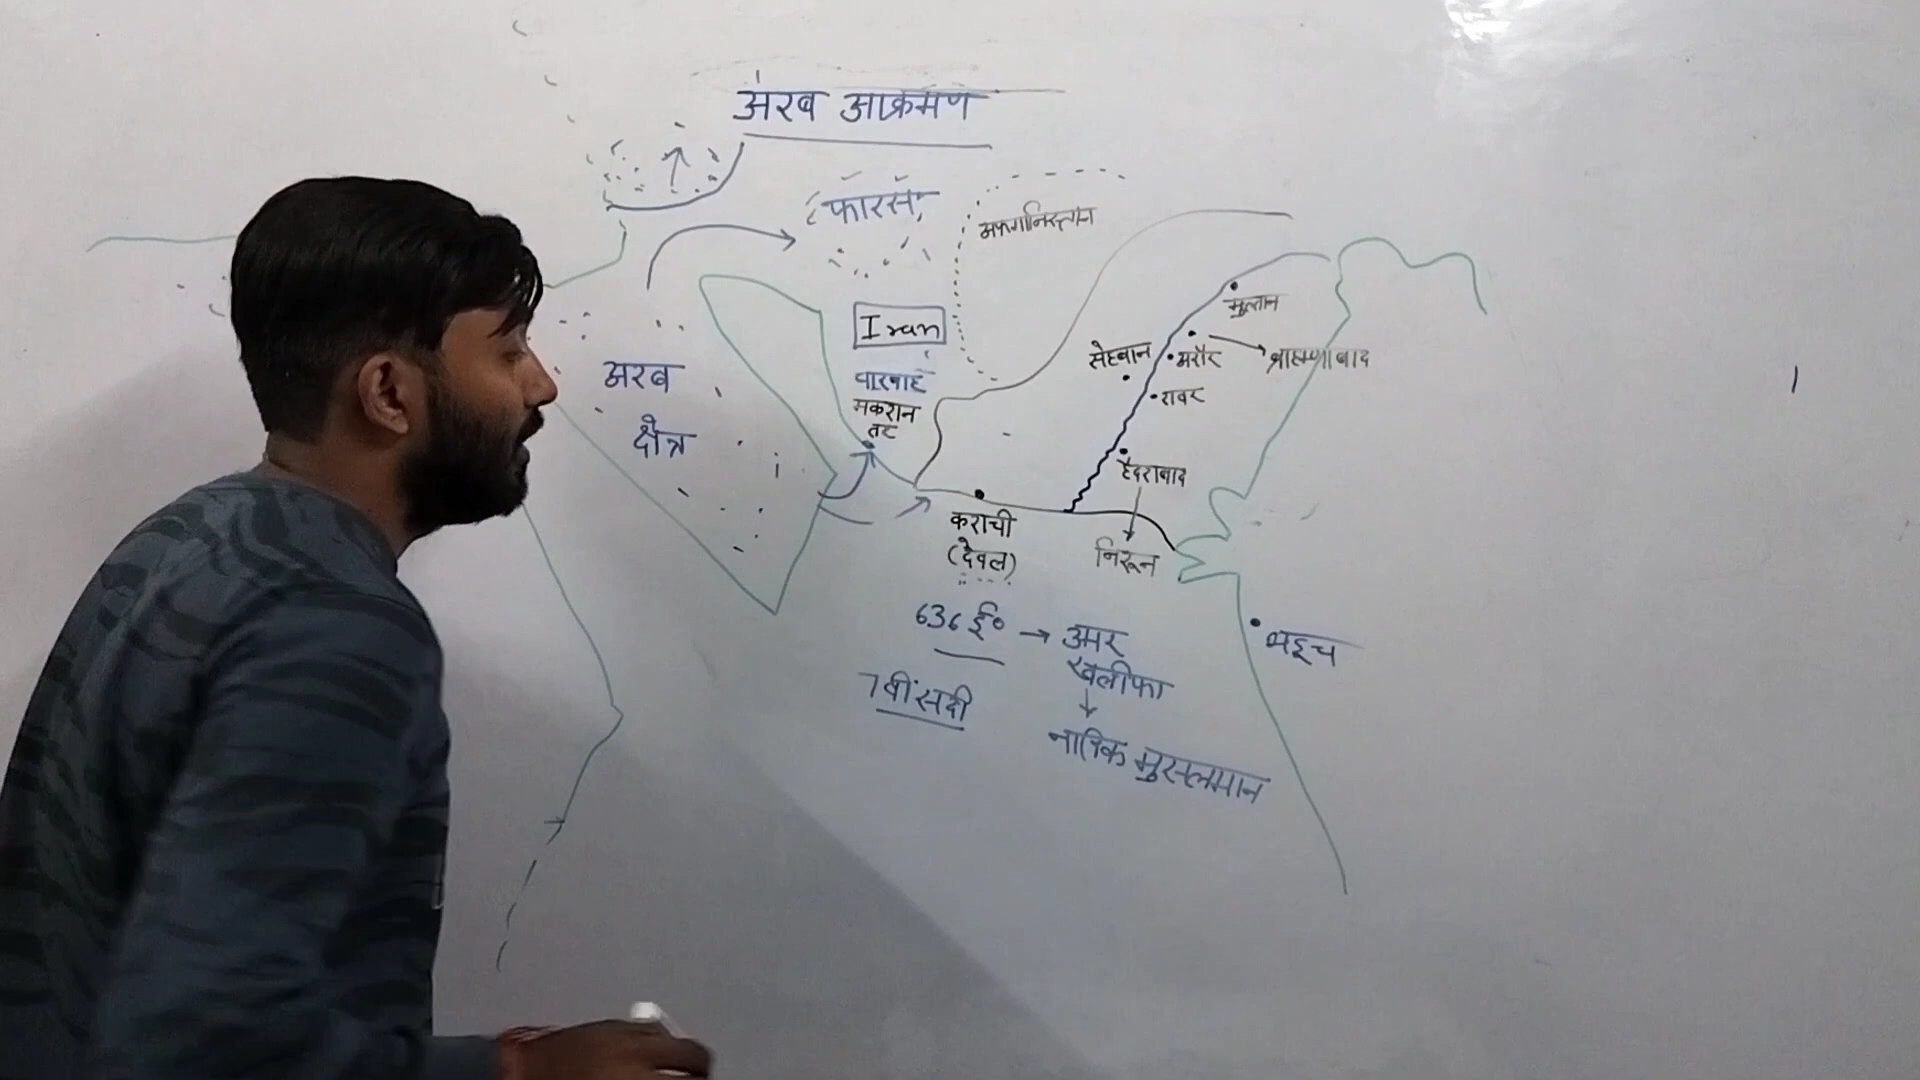 अरब आक्रमण
फारस
अफगानिस्तान
Iran
अरब
क्षेत्र
मकरान
तट
मुल्तान
सेहवान
अरोर
ब्राह्मणाबाद
रावर
हैदराबाद
निरून
कराची
(देवल)
636 ई०
→ उमर
खलीफा
7वीं सदी
मुसलमान
भड़ूच